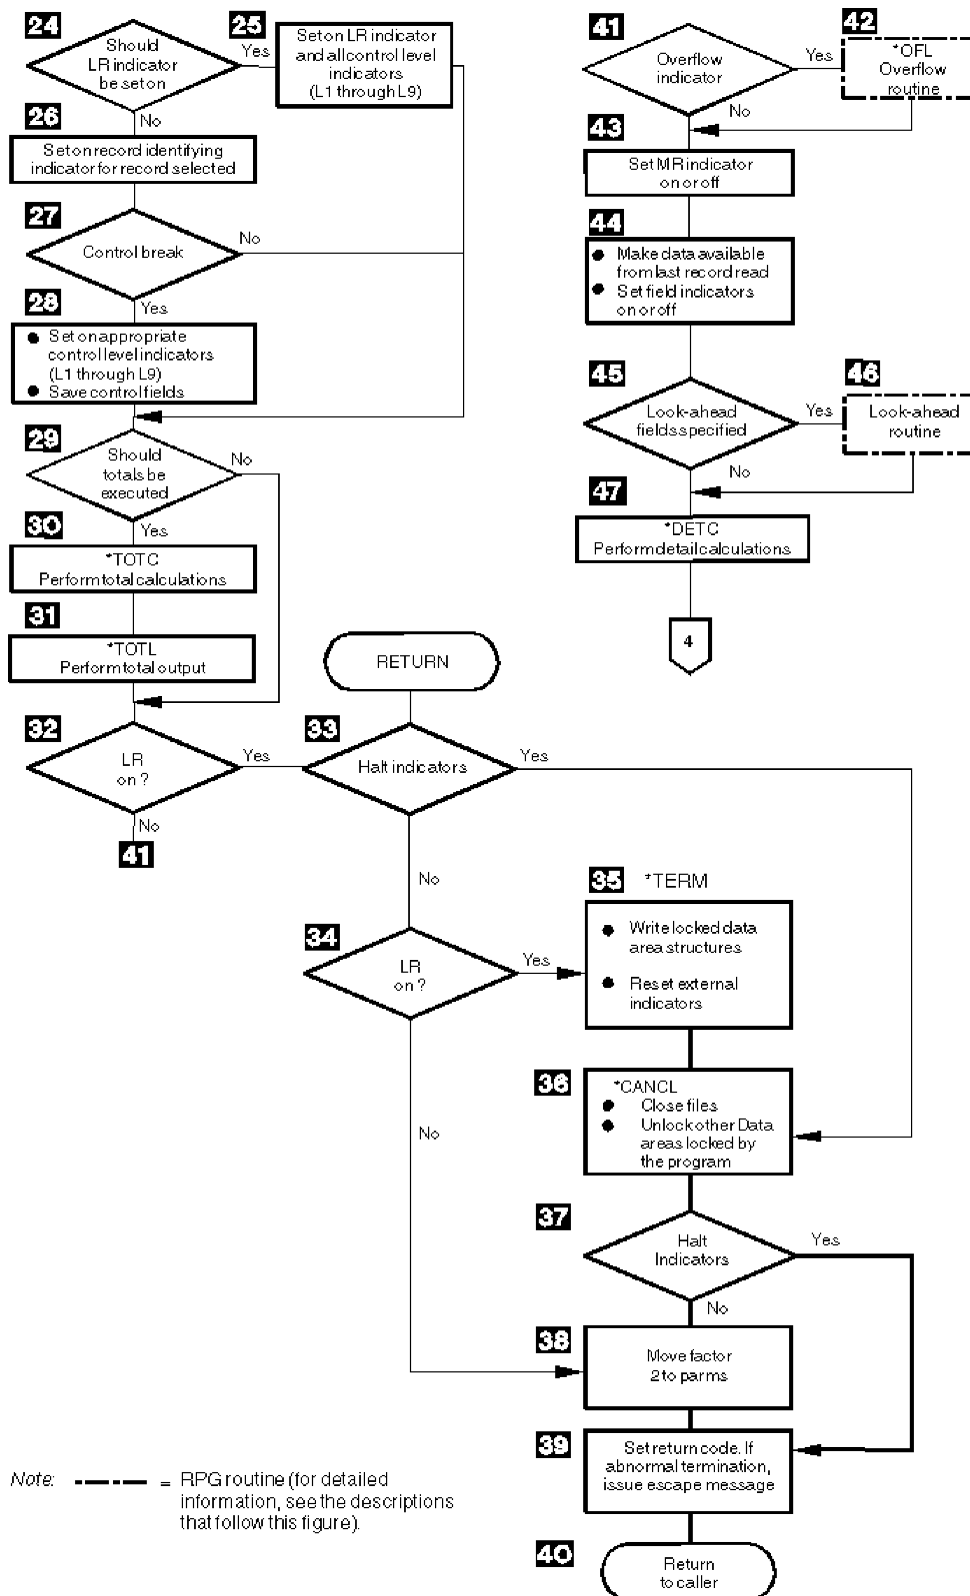 24
Should
LR indicator
be set on
Yes
25
Set on LR indicator
and all control level
indicators
(L1 through L9)
No
26
Set on record identifying
indicator for record selected
27
Control break
No
Yes
28
Set on appropriate
control level indicators
(L1 through L9)
Save control fields
29
Should
totals be
executed
No
Yes
30
*TOTC
Perform total calculations
31
*TOTL
Perform total output
32
LR
on ?
Yes
No
41
RETURN
33
Halt indicators
Yes
No
34
LR
on ?
Yes
No
35 *TERM
Write locked data
area structures
Reset external
indicators
36
*CANCL
Close files
Unlock other Data
areas locked by
the program
37
Halt
Indicators
Yes
No
38
Move factor
2 to parms
39
Set return code. If
abnormal termination,
issue escape message
40
Return
to caller
41
Overflow
indicator
Yes
42
*OFL
Overflow
routine
No
43
Set MR indicator
on or off
44
Make data available
from last record read
Set field indicators
on or off
45
Look-ahead
fields specified
Yes
46
Look-ahead
routine
No
47
*DETC
Perform detail calculations
4
Note: = RPG routine (for detailed
information, see the descriptions
that follow this figure).